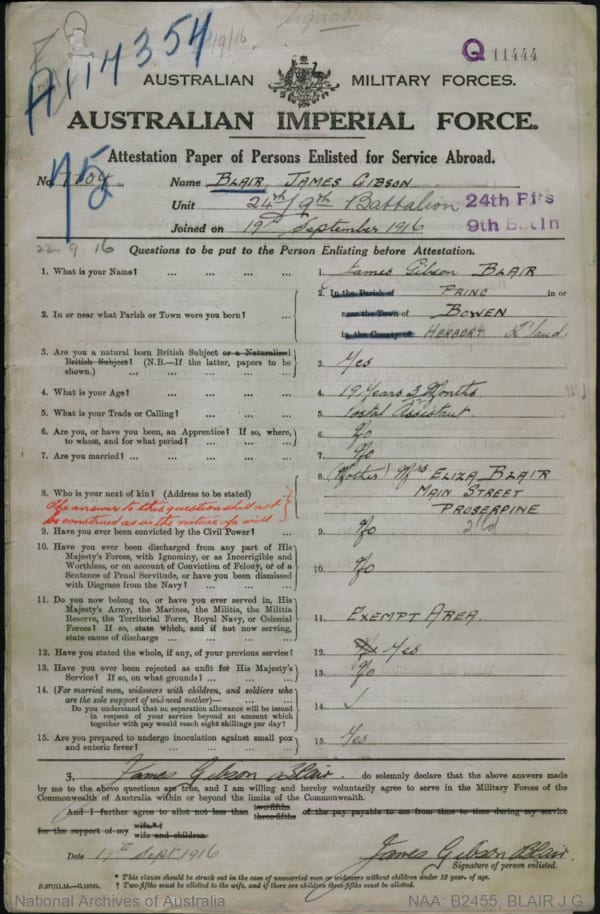 Signatures
A114354
/9/16
Q 11444
AUSTRALIAN MILITARY FORCES.
AUSTRALIAN IMPERIAL FORCE.
Attestation Paper of Persons Enlisted for Service Abroad.
No. Name BLAIR, JAMES GIBSON
Unit 24th/9th Battalion 24th Rfts 9th Batln
Joined on 19th September 1916
22.9.16 Questions to be put to the Person Enlisting before Attestation.
1. What is your Name? ... ... ... 1. James Gibson BLAIR
2. In or near what Parish or Town were you born? ... 2. In the Parish of PRINC in or
near the Town of BOWEN
in the County of HERBERT Q'land.
3. Are you a natural born British Subject or a Naturalized
British Subject? (N.B.—If the latter, papers to be
shown.) ... ... ... ... 3. Yes
4. What is your Age? ... ... ... 4. 19 Years 3 Months
5. What is your Trade or Calling? ... ... 5. Postal Assistant.
6. Are you, or have you been, an Apprentice? If so, where,
to whom, and for what period? ... ... 6. No
7. Are you married? ... ... ... ... 7. No
8. Who is your next of kin? (Address to be stated) 8. (Mother) Mrs ELIZA BLAIR
MAIN STREET
PROSERPINE
Q'ld
The answer to this question shall not
be construed as in the nature of a will
9. Have you ever been convicted by the Civil Power? ... 9. No
10. Have you ever been discharged from any part of His
Majesty's Forces, with Ignominy, or as Incorrigible and
Worthless, or on account of Conviction of Felony, or of a
Sentence of Penal Servitude, or have you been dismissed
with Disgrace from the Navy? ... ... 10. No
11. Do you now belong to, or have you ever served in, His
Majesty's Army, the Marines, the Militia, the Militia
Reserve, the Territorial Force, Royal Navy, or Colonial
Forces? If so, state which, and if not now serving,
state cause of discharge ... ... ... 11. EXEMPT AREA.
12. Have you stated the whole, if any, of your previous service? 12. Yes
13. Have you ever been rejected as unfit for His Majesty's
Service? If so, on what grounds? ... ... 13. No
14. (For married men, widowers with children, and soldiers who
are the sole support of widowed mother)—
Do you understand that no separation allowance will be issued
in respect of your service beyond an amount which
together with pay would reach eight shillings per day? 14. ✓
15. Are you prepared to undergo inoculation against small pox
and enteric fever? ... ... ... 15. Yes
I, James Gibson Blair. do solemnly declare that the above answers made
by me to the above questions are true, and I am willing and hereby voluntarily agree to serve in the Military Forces of the
Commonwealth of Australia within or beyond the limits of the Commonwealth.
And I further agree to allot not less than two-fifths three-fifths of the pay payable to me from time to time during my service
for the support of my wife.*† wife and children.
Date 19th Sept 1916 James Gibson Blair.
Signature of person enlisted.
* This clause should be struck out in the case of unmarried men or widowers without children under 18 years of age.
† Two-fifths must be allotted to the wife, and if there are children three-fifths must be allotted.
National Archives of Australia NAA: B2455, BLAIR J G